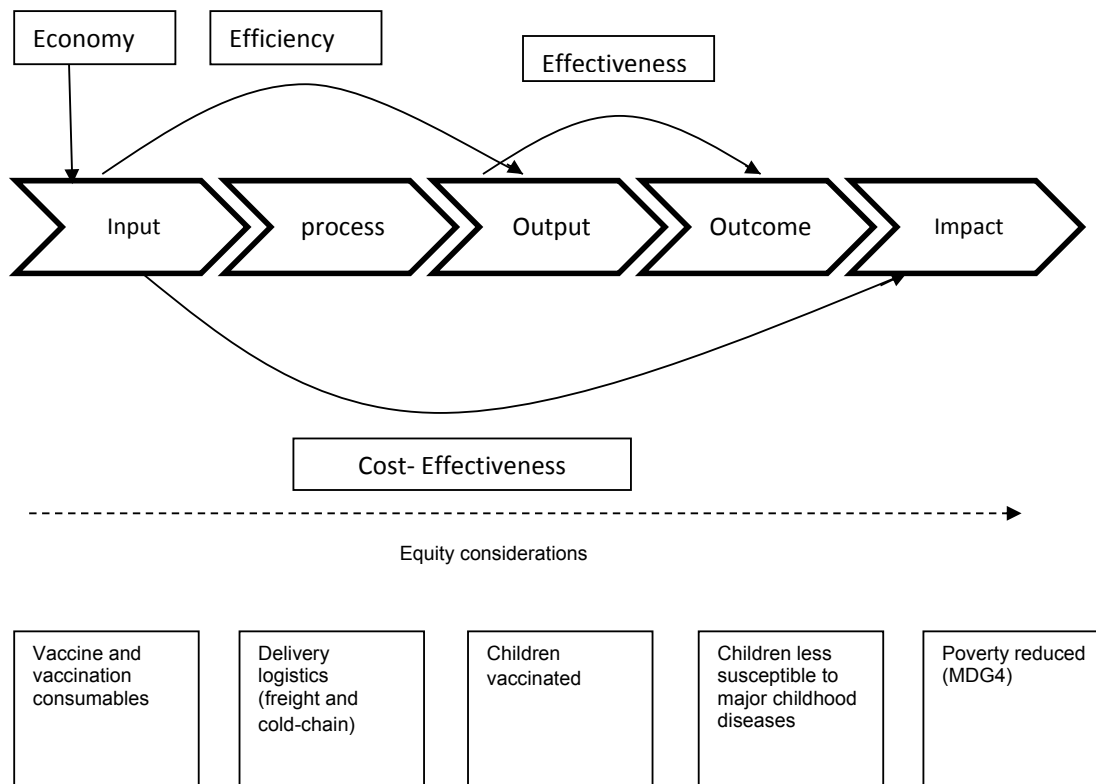 Economy
Efficiency
Effectiveness
Input
process
Output
Outcome
Impact
Cost- Effectiveness
Equity considerations
Vaccine and
vaccination
consumables
Delivery
logistics
(freight and
cold-chain)
Children
vaccinated
Children less
susceptible to
major childhood
diseases
Poverty reduced
(MDG4)